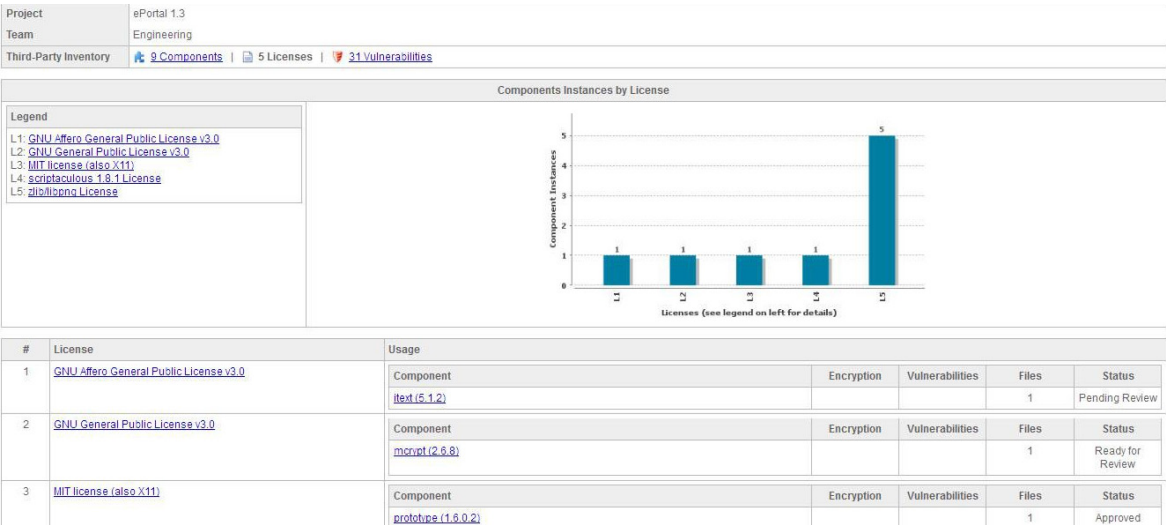 Project ePortal 1.3
Team Engineering
Third-Party Inventory 9 Components | 5 Licenses | 31 Vulnerabilities
Components Instances by License
Legend
L1: GNU Affero General Public License v3.0
L2: GNU General Public License v3.0
L3: MIT license (also X11)
L4: scriptaculous 1.8.1 License
L5: zlib/libpng License
Component Instances
5
4
3
2
1
0
1 1 1 1 5
L1 L2 L3 L4 L5
Licenses (see legend on left for details)
# License Usage
1 GNU Affero General Public License v3.0
Component Encryption Vulnerabilities Files Status
itext (5.1.2) 1 Pending Review
2 GNU General Public License v3.0
Component Encryption Vulnerabilities Files Status
mcrypt (2.6.8) 1 Ready for
Review
3 MIT license (also X11)
Component Encryption Vulnerabilities Files Status
prototype (1.6.0.2) 1 Approved